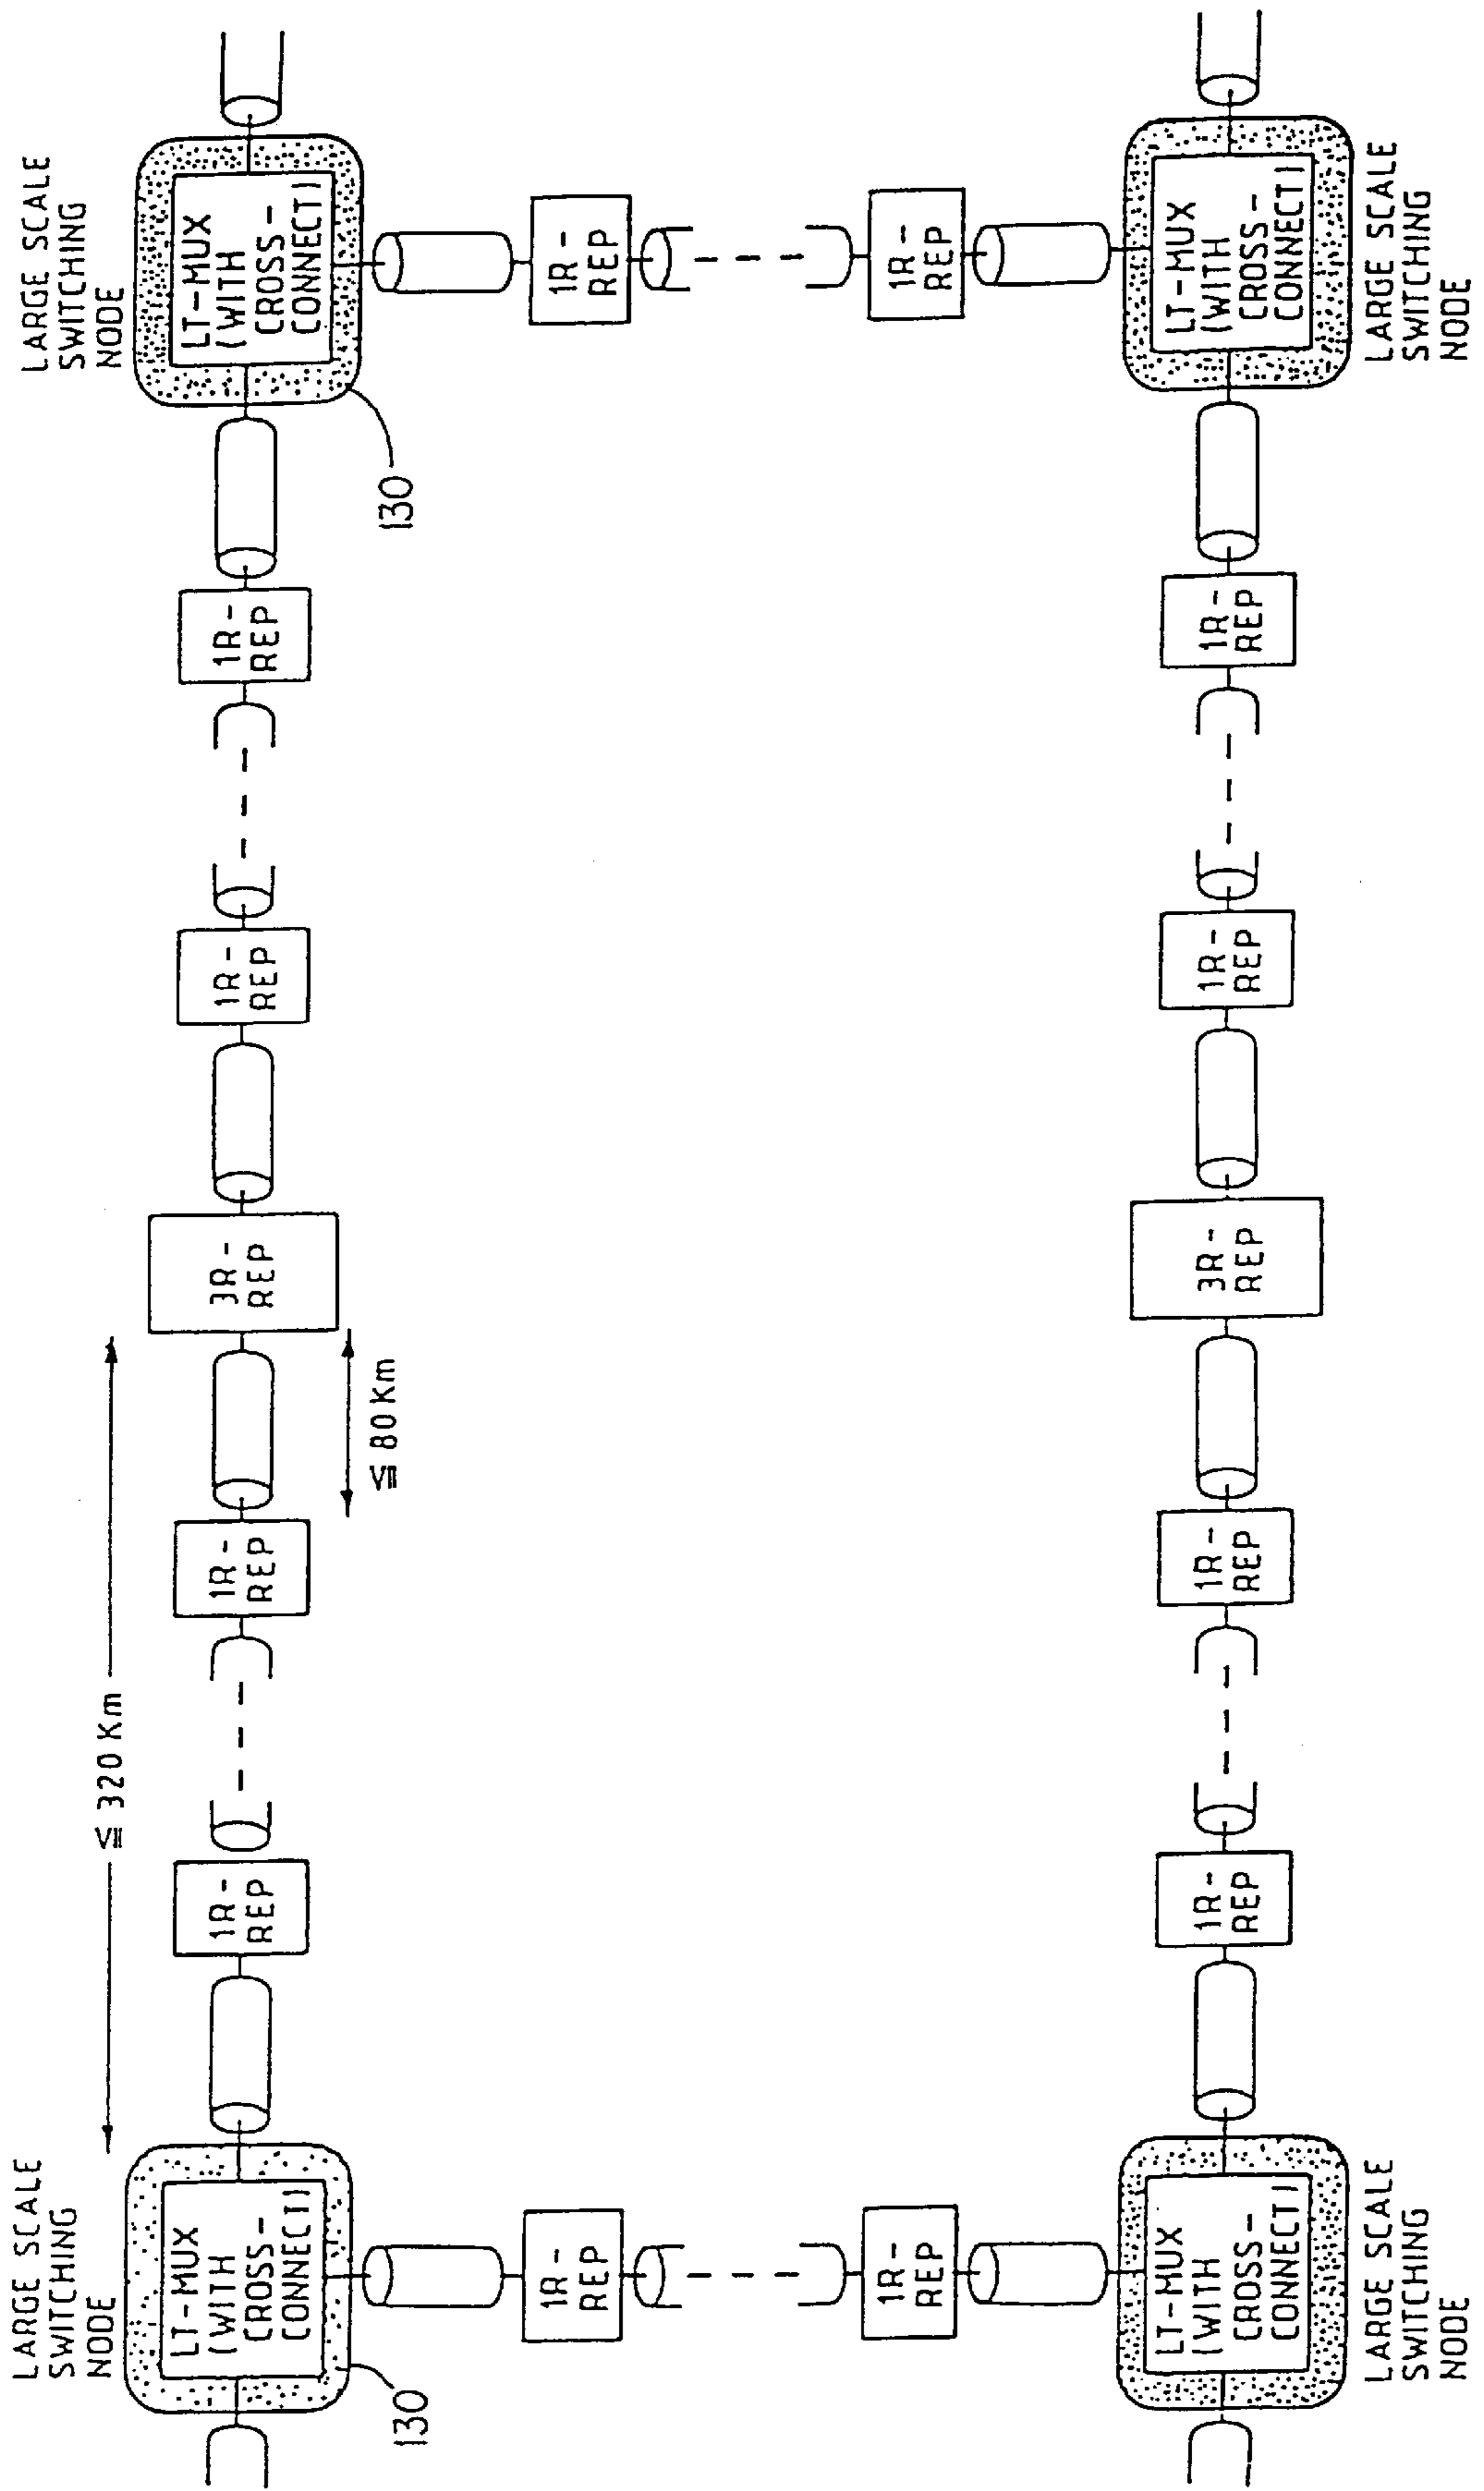 LARGE SCALE
SWITCHING
NODE
≦ 320 Km
LARGE SCALE
SWITCHING
NODE
LT-MUX
(WITH
CROSS-
CONNECT)
1R-
REP
1R-
REP
3R-
REP
1R-
REP
1R-
REP
LT-MUX
(WITH
CROSS-
CONNECT)
130
≦ 80 Km
130
1R-
REP
1R-
REP
1R-
REP
1R-
REP
LT-MUX
(WITH
CROSS-
CONNECT)
1R-
REP
1R-
REP
3R-
REP
1R-
REP
1R-
REP
LT-MUX
(WITH
CROSS-
CONNECT)
LARGE SCALE
SWITCHING
NODE
LARGE SCALE
SWITCHING
NODE